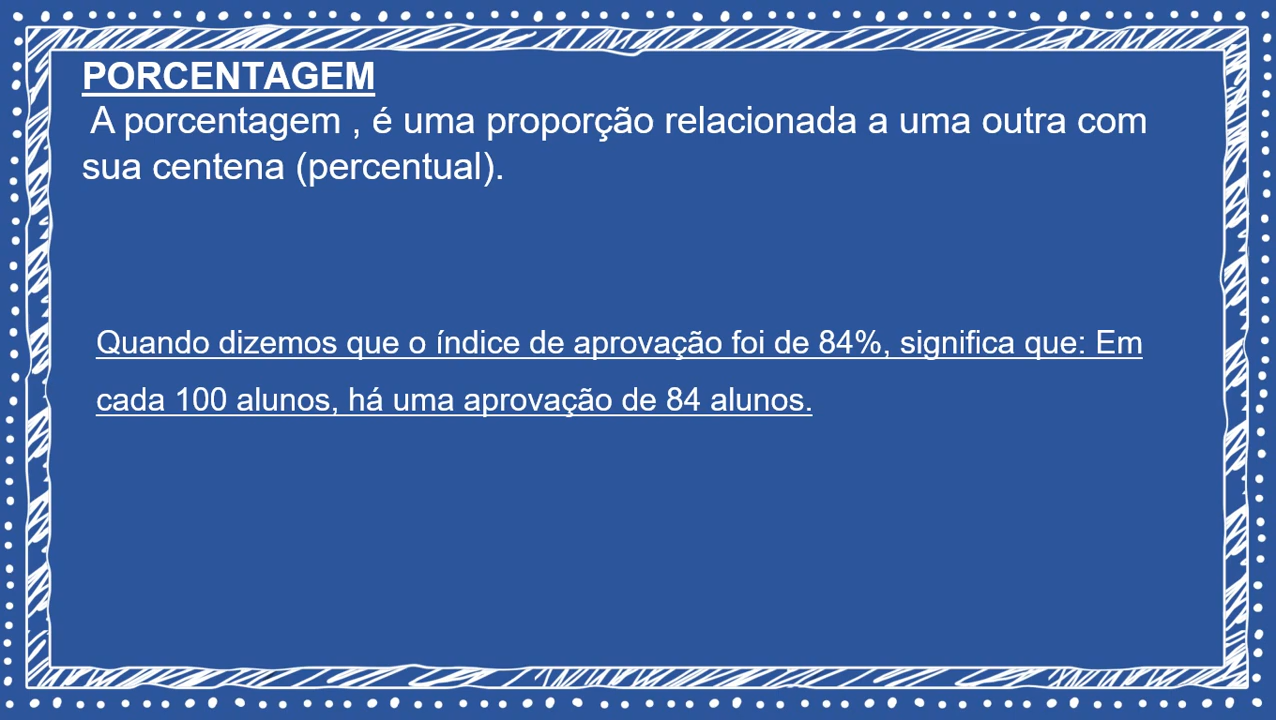 PORCENTAGEM
A porcentagem , é uma proporção relacionada a uma outra com
sua centena (percentual).
Quando dizemos que o índice de aprovação foi de 84%, significa que: Em
cada 100 alunos, há uma aprovação de 84 alunos.